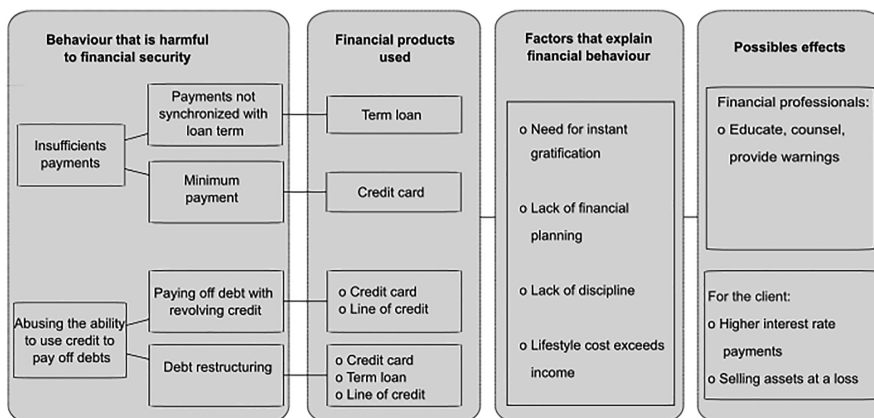 Behaviour that is harmful
to financial security
Insufficients
payments
Payments not
synchronized with
loan term
Minimum
payment
Abusing the ability
to use credit to
pay off debts
Paying off debt with
revolving credit
Debt restructuring
Financial products
used
Term loan
Credit card
o Credit card
o Line of credit
o Credit card
o Term loan
o Line of credit
Factors that explain
financial behaviour
o Need for instant
gratification
o Lack of financial
planning
o Lack of discipline
o Lifestyle cost exceeds
income
Possibles effects
Financial professionals:
o Educate, counsel,
provide warnings
For the client:
o Higher interest rate
payments
o Selling assets at a loss